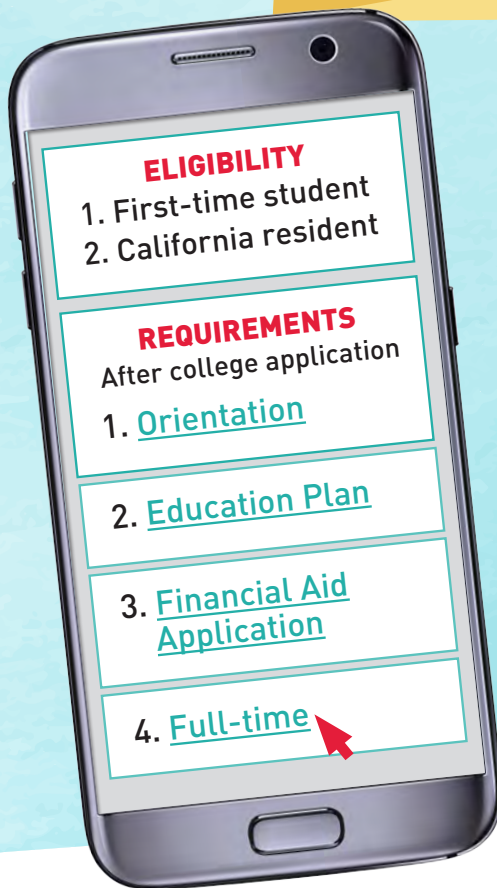 ELIGIBILITY
1. First-time student
2. California resident
REQUIREMENTS
After college application
1. Orientation
2. Education Plan
3. Financial Aid
Application
4. Full-time